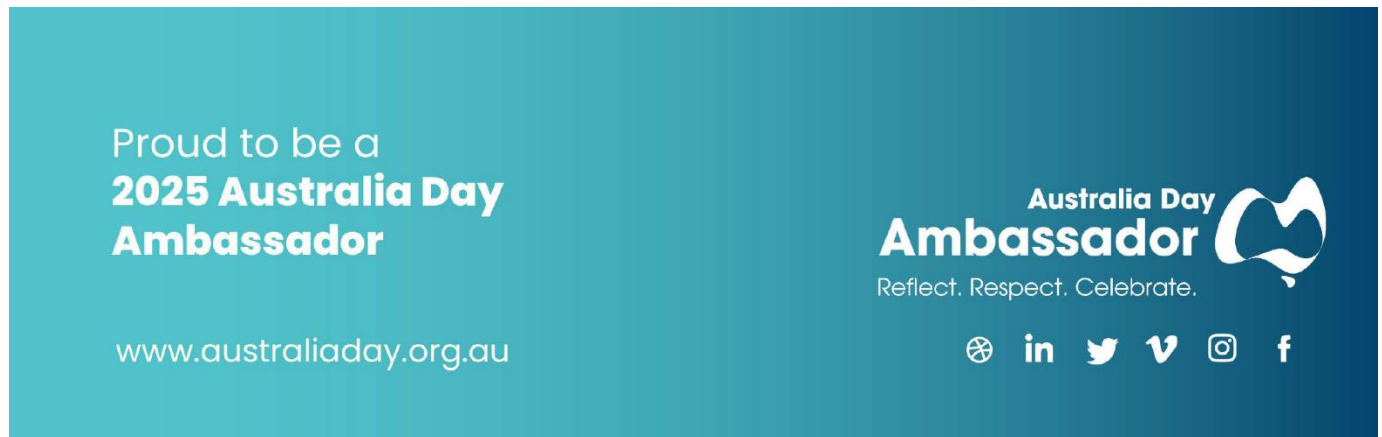 Proud to be a
2025 Australia Day
Ambassador
www.australiaday.org.au
Australia Day
Ambassador
Reflect. Respect. Celebrate.